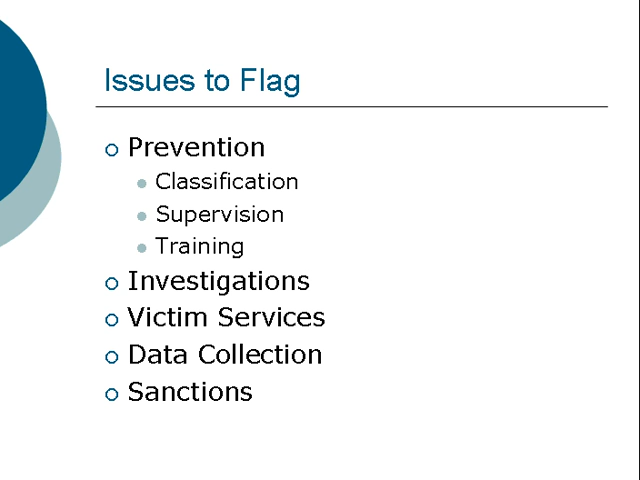 Issues to Flag
Prevention
Classification
Supervision
Training
Investigations
Victim Services
Data Collection
Sanctions